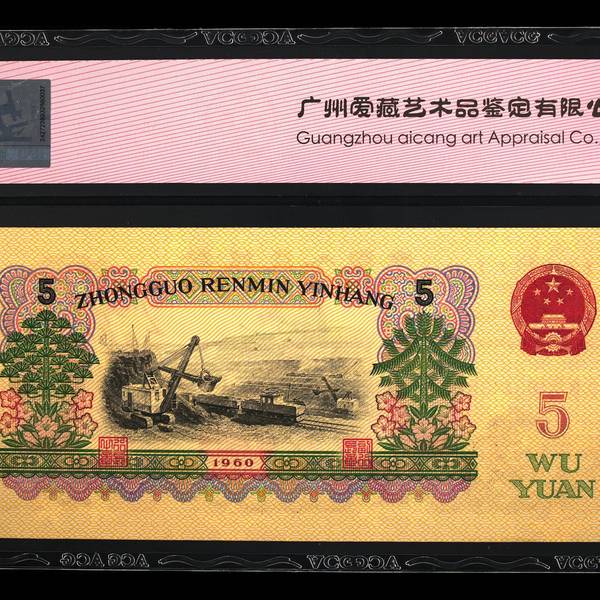 广州爱藏艺术品鉴定有限公
Guangzhou aicang art Appraisal Co.
5 ZHONGGUO RENMIN YINHANG 5
5
WU
YUAN
1960